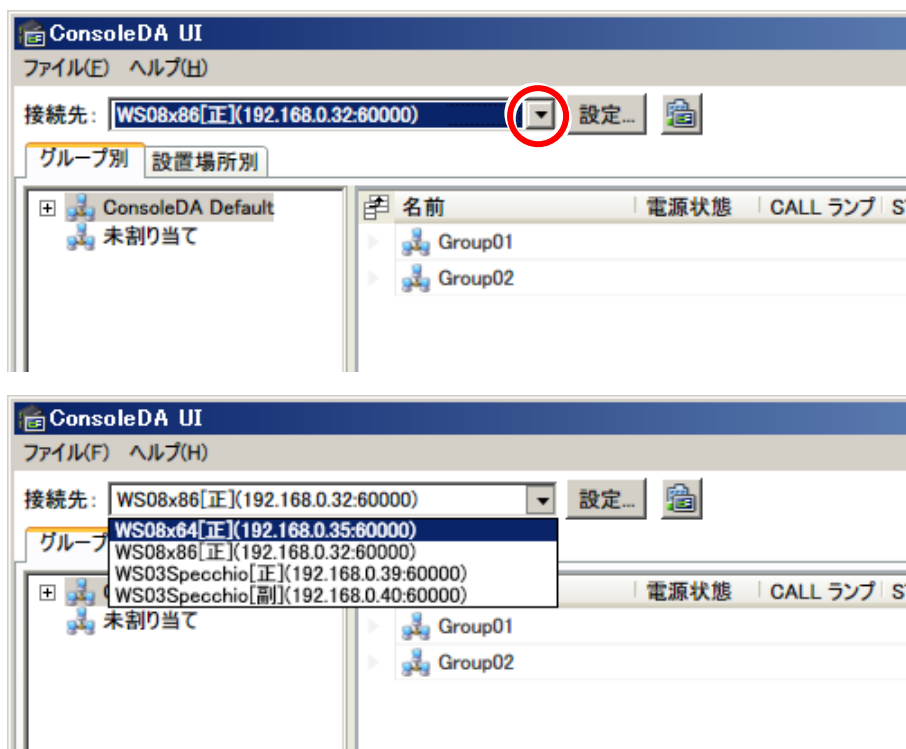 ConsoleDA UI
ファイル(F) ヘルプ(H)
接続先: WS08x86[正](192.168.0.32:60000) 設定...
グループ別 設置場所別
ConsoleDA Default 名前 電源状態 CALL ランプ
未割り当て Group01
Group02
ConsoleDA UI
ファイル(F) ヘルプ(H)
接続先: WS08x86[正](192.168.0.32:60000) 設定...
WS08x64[正](192.168.0.35:60000)
WS08x86[正](192.168.0.32:60000)
WS03Specchio[正](192.168.0.39:60000)
WS03Specchio[副](192.168.0.40:60000)
電源状態 CALL ランプ
未割り当て Group01
Group02